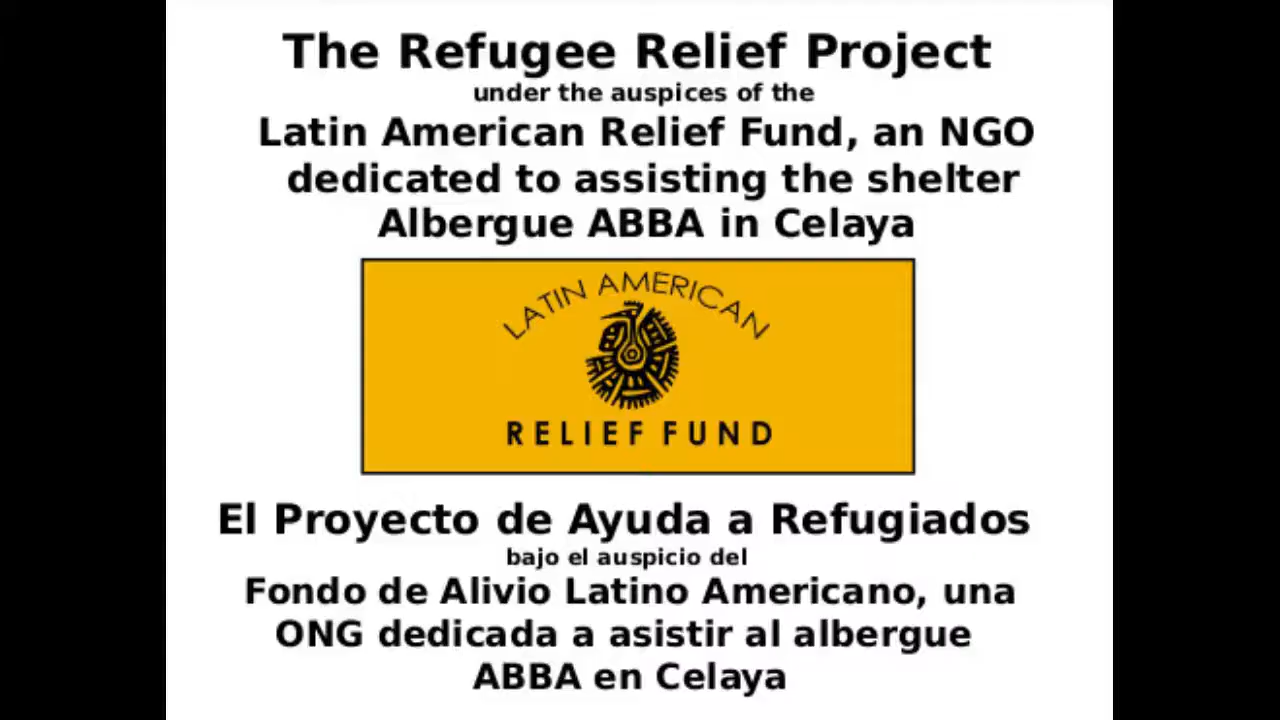 The Refugee Relief Project
under the auspices of the
Latin American Relief Fund, an NGO
dedicated to assisting the shelter
Albergue ABBA in Celaya
LATIN AMERICAN
RELIEF FUND
El Proyecto de Ayuda a Refugiados
bajo el auspicio del
Fondo de Alivio Latino Americano, una
ONG dedicada a asistir al albergue
ABBA en Celaya